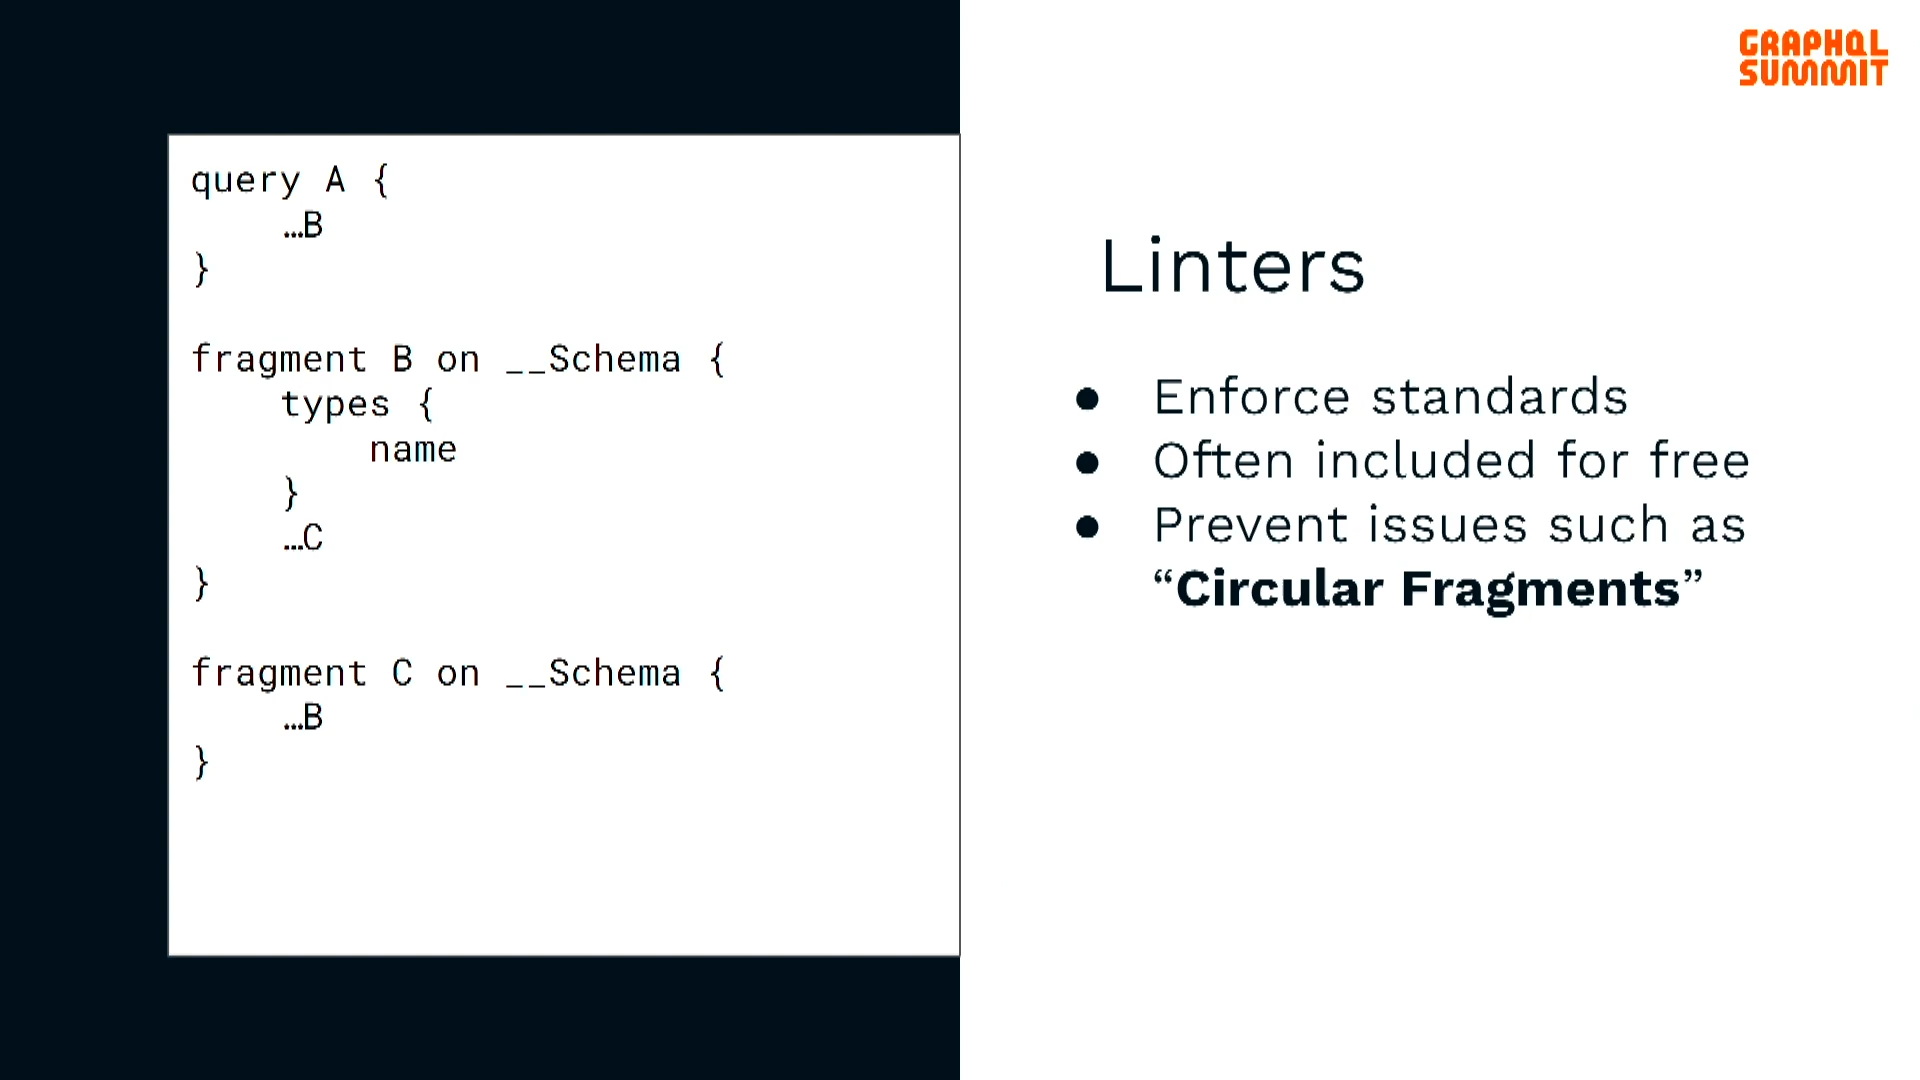 GRAPHQL
SUMMIT
query A {
…B
}
fragment B on __Schema {
types {
name
}
…C
}
fragment C on __Schema {
…B
}
Linters
● Enforce standards
● Often included for free
● Prevent issues such as
“Circular Fragments”